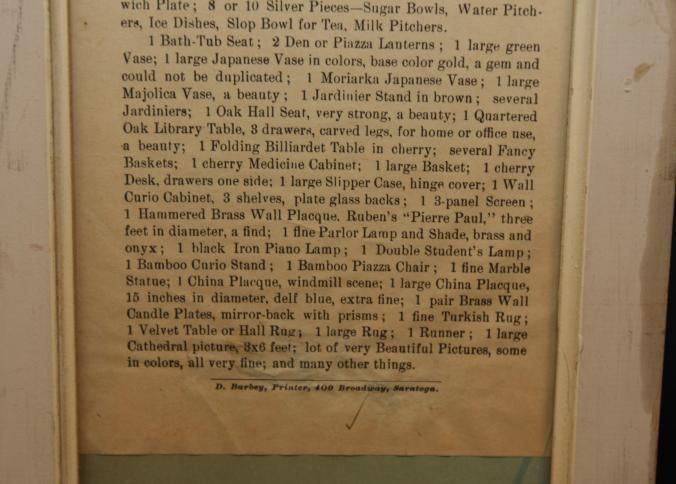 wich Plate; 8 or 10 Silver Pieces—Sugar Bowls, Water Pitch-
ers, Ice Dishes, Slop Bowl for Tea, Milk Pitchers.
1 Bath-Tub Seat; 2 Den or Piazza Lanterns; 1 large green
Vase; 1 large Japanese Vase in colors, base color gold, a gem and
could not be duplicated; 1 Moriarka Japanese Vase; 1 large
Majolica Vase, a beauty; 1 Jardinier Stand in brown; several
Jardiniers; 1 Oak Hall Seat, very strong, a beauty; 1 Quartered
Oak Library Table, 3 drawers, carved legs, for home or office use,
a beauty; 1 Folding Billiardet Table in cherry; several Fancy
Baskets; 1 cherry Medicine Cabinet; 1 large Basket; 1 cherry
Desk, drawers one side; 1 large Slipper Case, hinge cover; 1 Wall
Curio Cabinet, 3 shelves, plate glass backs; 1 3-panel Screen;
1 Hammered Brass Wall Placque, Ruben's "Pierre Paul," three
feet in diameter, a find; 1 fine Parlor Lamp and Shade, brass and
onyx; 1 black Iron Piano Lamp; 1 Double Student's Lamp;
1 Bamboo Curio Stand; 1 Bamboo Piazza Chair; 1 fine Marble
Statue; 1 China Placque, windmill scene; 1 large China Placque,
15 inches in diameter, delf blue, extra fine; 1 pair Brass Wall
Candle Plates, mirror-back with prisms; 1 fine Turkish Rug;
1 Velvet Table or Hall Rug; 1 large Rug; 1 Runner; 1 large
Cathedral picture, 3x6 feet; lot of very Beautiful Pictures, some
in colors, all very fine; and many other things.
D. Barbey, Printer, 400 Broadway, Saratoga.